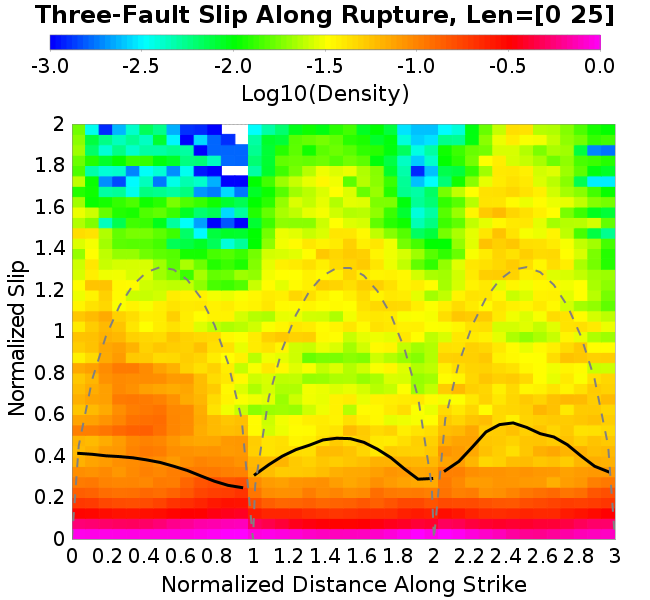 Three-Fault Slip Along Rupture, Len=[0 25]
-3.0 -2.5 -2.0 -1.5 -1.0 -0.5 0.0
Log10(Density)
2
1.8
1.6
1.4
1.2
1
0.8
0.6
0.4
0.2
0
Normalized Slip
0 0.2 0.4 0.6 0.8 1 1.2 1.4 1.6 1.8 2 2.2 2.4 2.6 2.8 3
Normalized Distance Along Strike